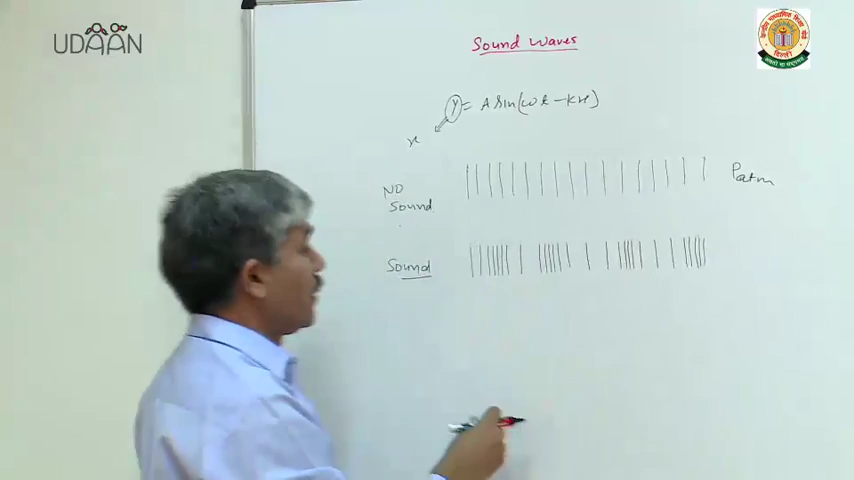 UDAAN
Sound Waves
y = A sin(ωt - kx)
x
No
Sound
Patm
Sound